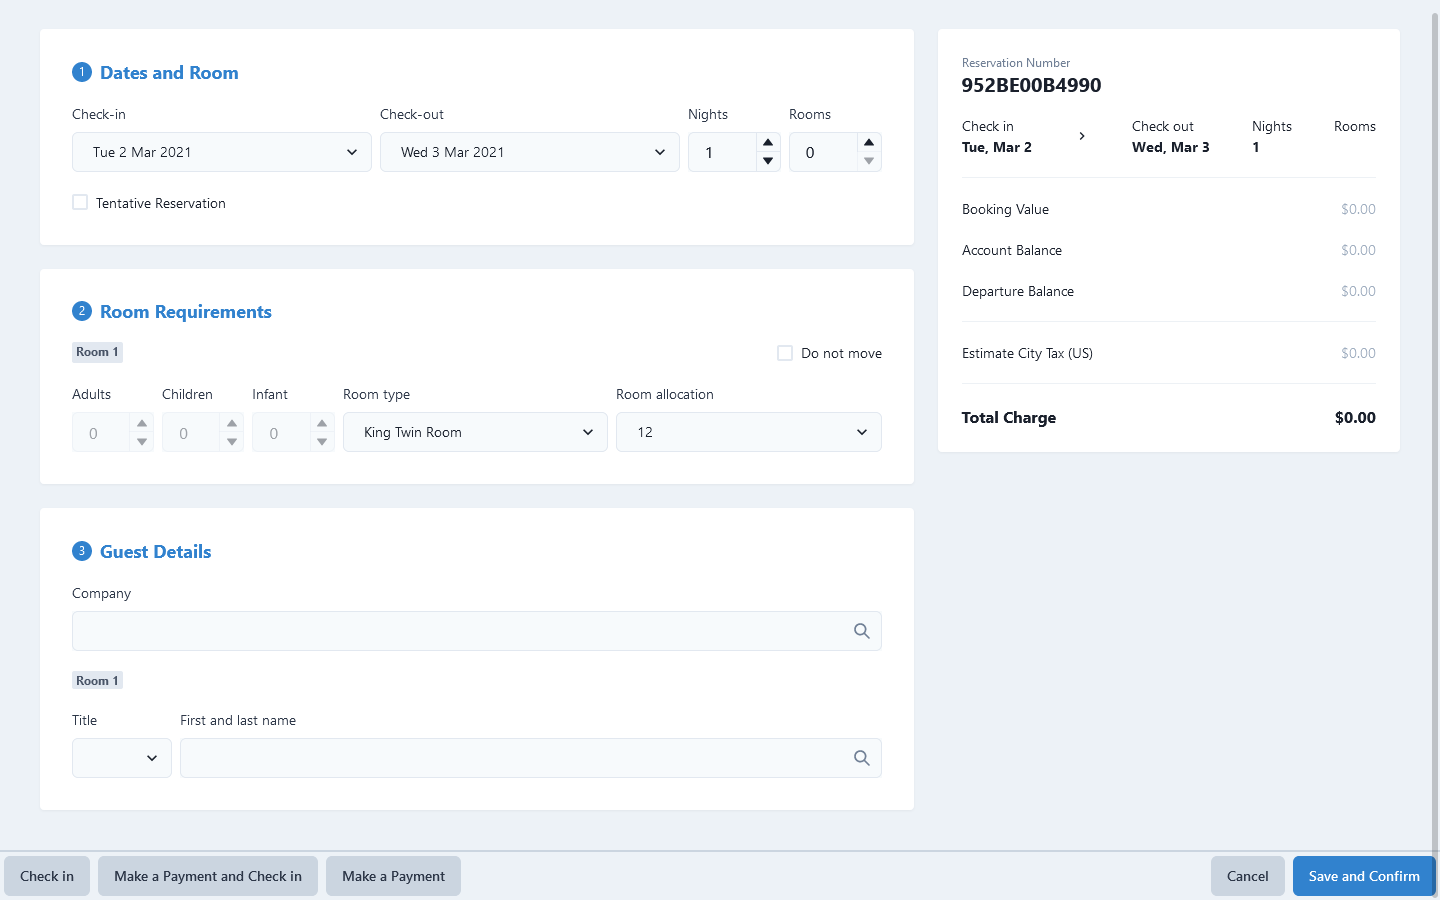 1 Dates and Room
Check-in Check-out Nights Rooms
Tue 2 Mar 2021 Wed 3 Mar 2021 1 0
Tentative Reservation
2 Room Requirements
Room 1 Do not move
Adults Children Infant Room type Room allocation
0 0 0 King Twin Room 12
3 Guest Details
Company
Room 1
Title First and last name
Reservation Number
952BE00B4990
Check in Check out Nights Rooms
Tue, Mar 2 Wed, Mar 3 1
Booking Value $0.00
Account Balance $0.00
Departure Balance $0.00
Estimate City Tax (US) $0.00
Total Charge $0.00
Check in Make a Payment and Check in Make a Payment Cancel Save and Confirm